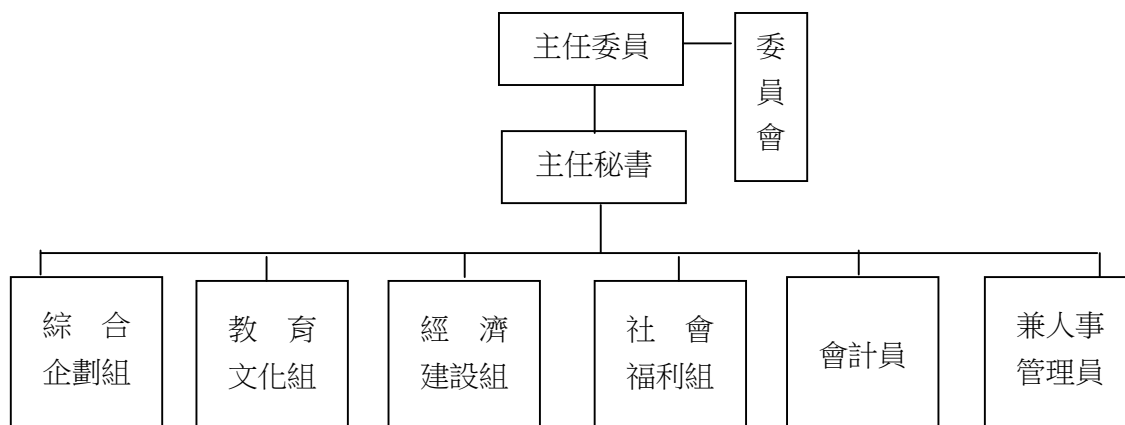 主任委員
委
員
會
主任秘書
綜　合
企劃組
教　育
文化組
經　濟
建設組
社　會
福利組
會計員
兼人事
管理員